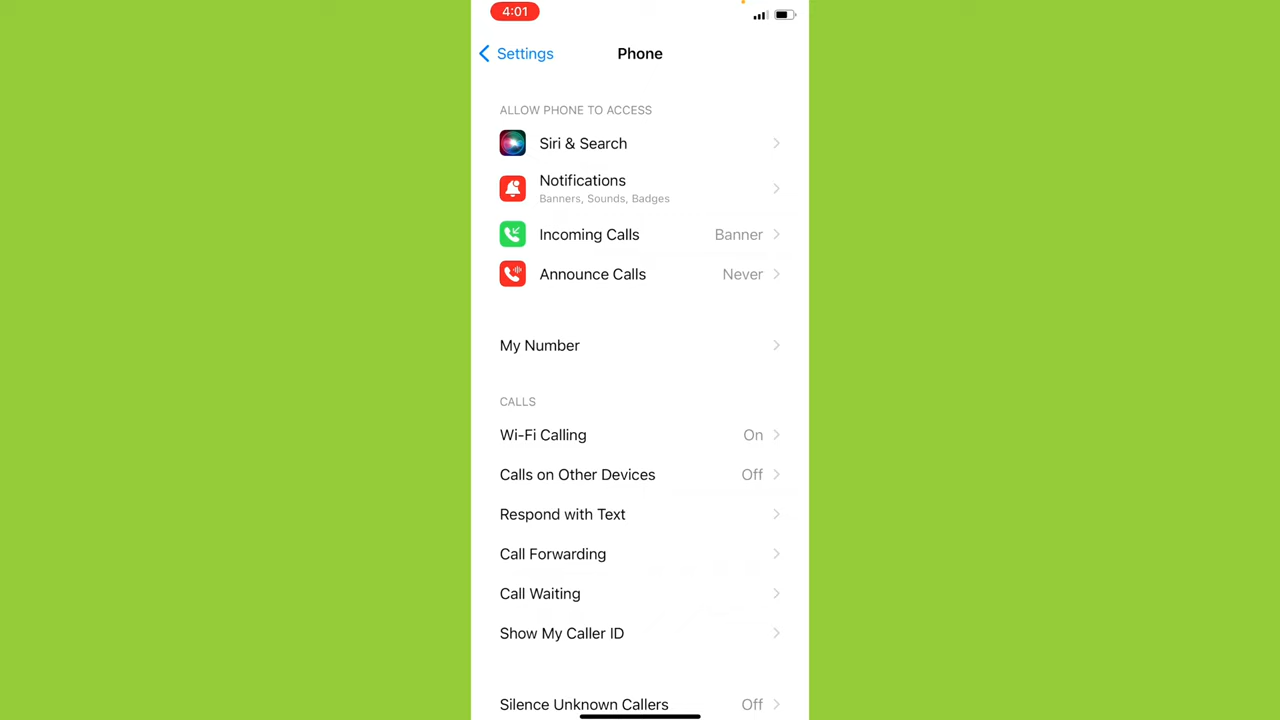 4:01
Settings
Phone
ALLOW PHONE TO ACCESS
Siri & Search
Notifications
Banners, Sounds, Badges
Incoming Calls Banner
Announce Calls Never
My Number
CALLS
Wi-Fi Calling On
Calls on Other Devices Off
Respond with Text
Call Forwarding
Call Waiting
Show My Caller ID
Silence Unknown Callers Off